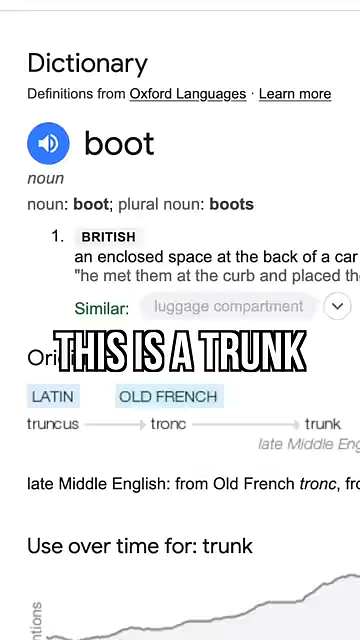 Dictionary
Definitions from Oxford Languages · Learn more
boot
noun
noun: boot; plural noun: boots
1. BRITISH
an enclosed space at the back of a car
"he met them at the curb and placed
Similar: luggage compartment
THIS IS A TRUNK
LATIN OLD FRENCH
truncus tronc trunk
late Middle
late Middle English: from Old French tronc,
Use over time for: trunk